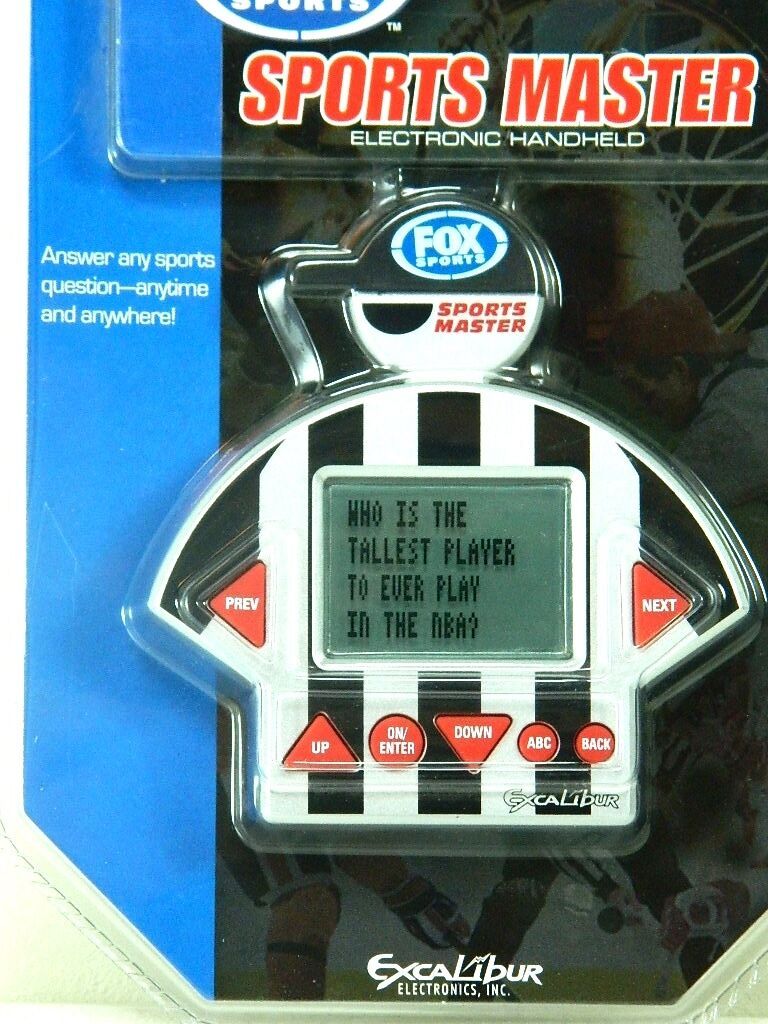 SPORTS
™
SPORTS MASTER
ELECTRONIC HANDHELD
Answer any sports
question—anytime
and anywhere!
FOX
SPORTS
SPORTS
MASTER
WHO IS THE
TALLEST PLAYER
TO EVER PLAY
IN THE NBA?
PREV
NEXT
UP
ON/
ENTER
DOWN
ABC
BACK
EXCALIBUR
EXCALIBUR
ELECTRONICS, INC.